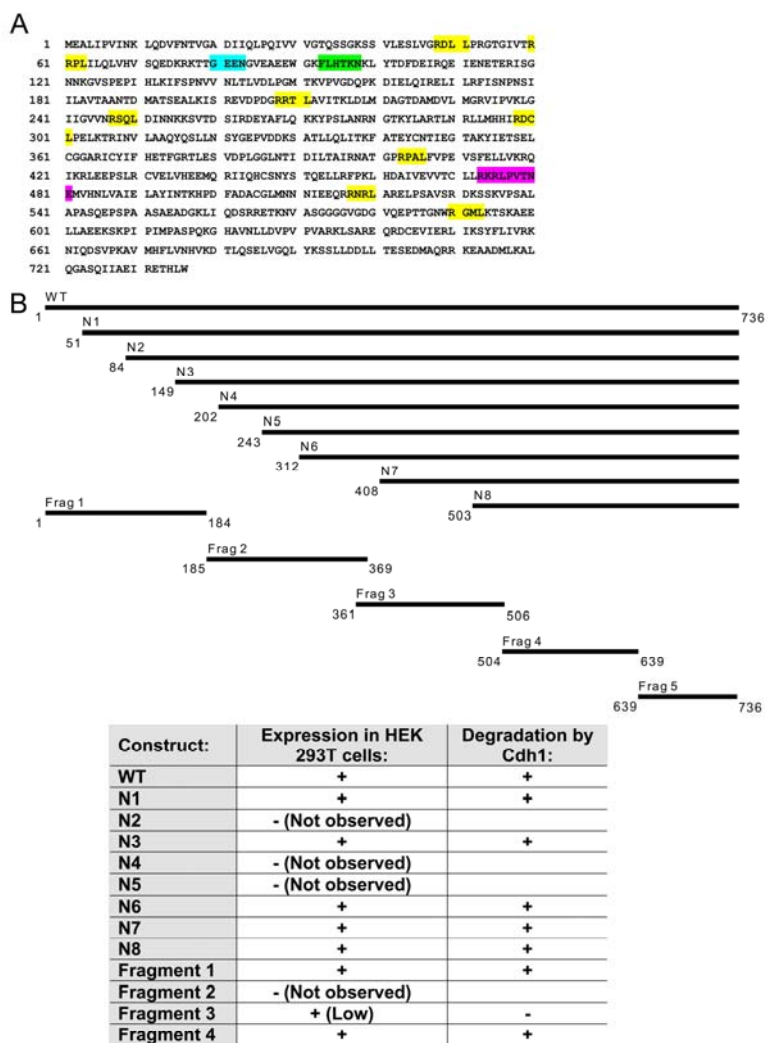 A
1 MEALIPVINK LQDVFNTVGA DIIQLPQIVV VGTQSSGKSS VLESLVGRDL LPRGTGIVTR
61 RPLILQLVHV SQEDKRKTTG EENGVEAEEW GKFLHTKNKL YTDFDEIRQE IENETERISG
121 NNKGVSPEPI HLKIFSPNVV NLTLVDLPGM TKVPVGDQPK DIELQIRELI LRFISNPNSI
181 ILAVTAANTD MATSEALKIS REVDPDGRRT LAVITKLDLM DAGTDAMDVL MGRVIPVKLG
241 IIGVVNRSQL DINNKKSVTD SIRDEYAFLQ KKYPSLANRN GTKYLARTLN RLLMHHIRDC
301 LPELKTRINV LAAQYQSLLN SYGEPVDDKS ATLLQLITKF ATEYCNTIEG TAKYIETSEL
361 CGGARICYIF HETFGRTLES VDPLGGLNTI DILTAIRNAT GPRPALFVPE VSFELLVKRQ
421 IKRLEEPSLR CVELVHEEMQ RIIQHCSNYS TQELLRFPKL HDAIVEVVTC LLRKRLPVTN
481 EMVHNLVAIE LAYINTKHPD FADACGLMNN NIEEQRRNRL ARELPSAVSR DKSSKVPSAL
541 APASQEPSPA ASAEADGKLI QDSRRETKNV ASGGGGVGDG VQEPTTGNWR GMLKTSKAEE
601 LLAEEKSKPI PIMPASPQKG HAVNLLDVPV PVARKLSARE QRDCEVIERL IKSYFLIVRK
661 NIQDSVPKAV MHFLVNHVKD TLQSELVGQL YKSSLLDDLL TESEDMAQRR KEAADMLKAL
721 QGASQIIAEI RETHLW
B
WT
1 736
N1
51
N2
84
N3
149
N4
202
N5
243
N6
312
N7
408
N8
503
Frag 1
1 184
Frag 2
185 369
Frag 3
361 506
Frag 4
504 639
Frag 5
639 736
Construct: Expression in HEK 293T cells: Degradation by Cdh1:
WT + +
N1 + +
N2 - (Not observed)
N3 + +
N4 - (Not observed)
N5 - (Not observed)
N6 + +
N7 + +
N8 + +
Fragment 1 + +
Fragment 2 - (Not observed)
Fragment 3 + (Low) -
Fragment 4 + +